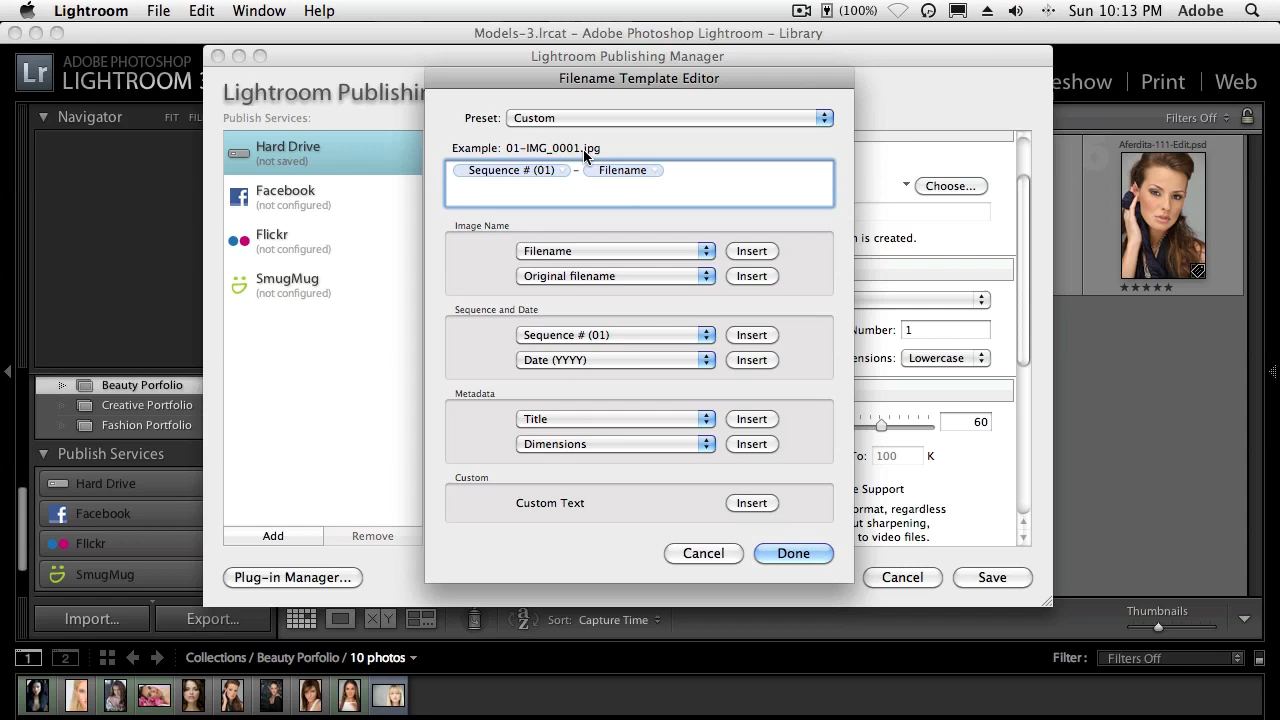 Lightroom File Edit Window Help (100%) Sun 10:13 PM Adobe
Models-3.lrcat – Adobe Photoshop Lightroom – Library
Lightroom Publishing Manager
Lr ADOBE PHOTOSHOP
LIGHTROOM
eshow | Print | Web
Filename Template Editor
Lightroom Publishin
Publish Services:
Navigator FIT FIL
Filters Off
Preset: Custom
Example: 01-IMG_0001.jpg
Sequence # (01) – Filename
Hard Drive
(not saved)
Facebook
(not configured)
Flickr
(not configured)
SmugMug
(not configured)
Aferdita-111-Edit.psd
Choose...
n is created.
Image Name
Filename Insert
Original filename Insert
Sequence and Date
Sequence # (01) Insert
Date (YYYY) Insert
Number: 1
ensions: Lowercase
Metadata
Title Insert
Dimensions Insert
60
To: 100 K
Custom
Custom Text Insert
e Support
ormat, regardless
ut sharpening,
to video files.
Cancel Done
Beauty Porfolio
Creative Portfolio
Fashion Portfolio
Publish Services
Hard Drive
Facebook
Flickr
SmugMug
Add Remove
Plug-in Manager... Cancel Save
Import... Export... Sort: Capture Time Thumbnails
1 2 Collections / Beauty Porfolio / 10 photos Filter: Filters Off